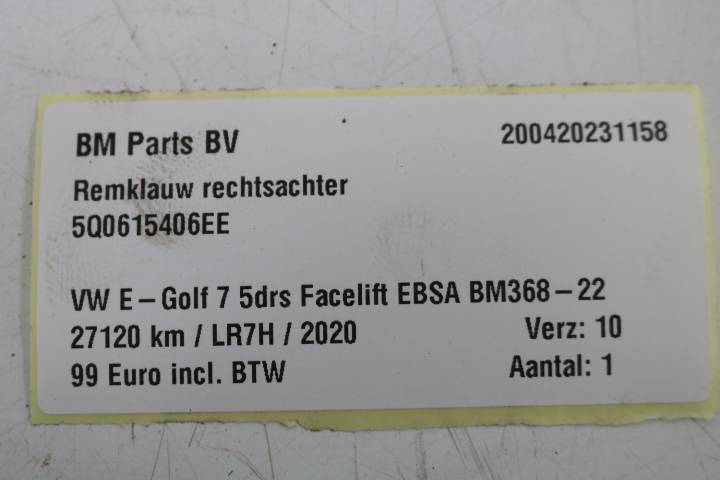 BM Parts BV 200420231158
Remklauw rechtsachter
5Q0615406EE
VW E-Golf 7 5drs Facelift EBSA BM368-22
27120 km / LR7H / 2020 Verz: 10
99 Euro incl. BTW Aantal: 1